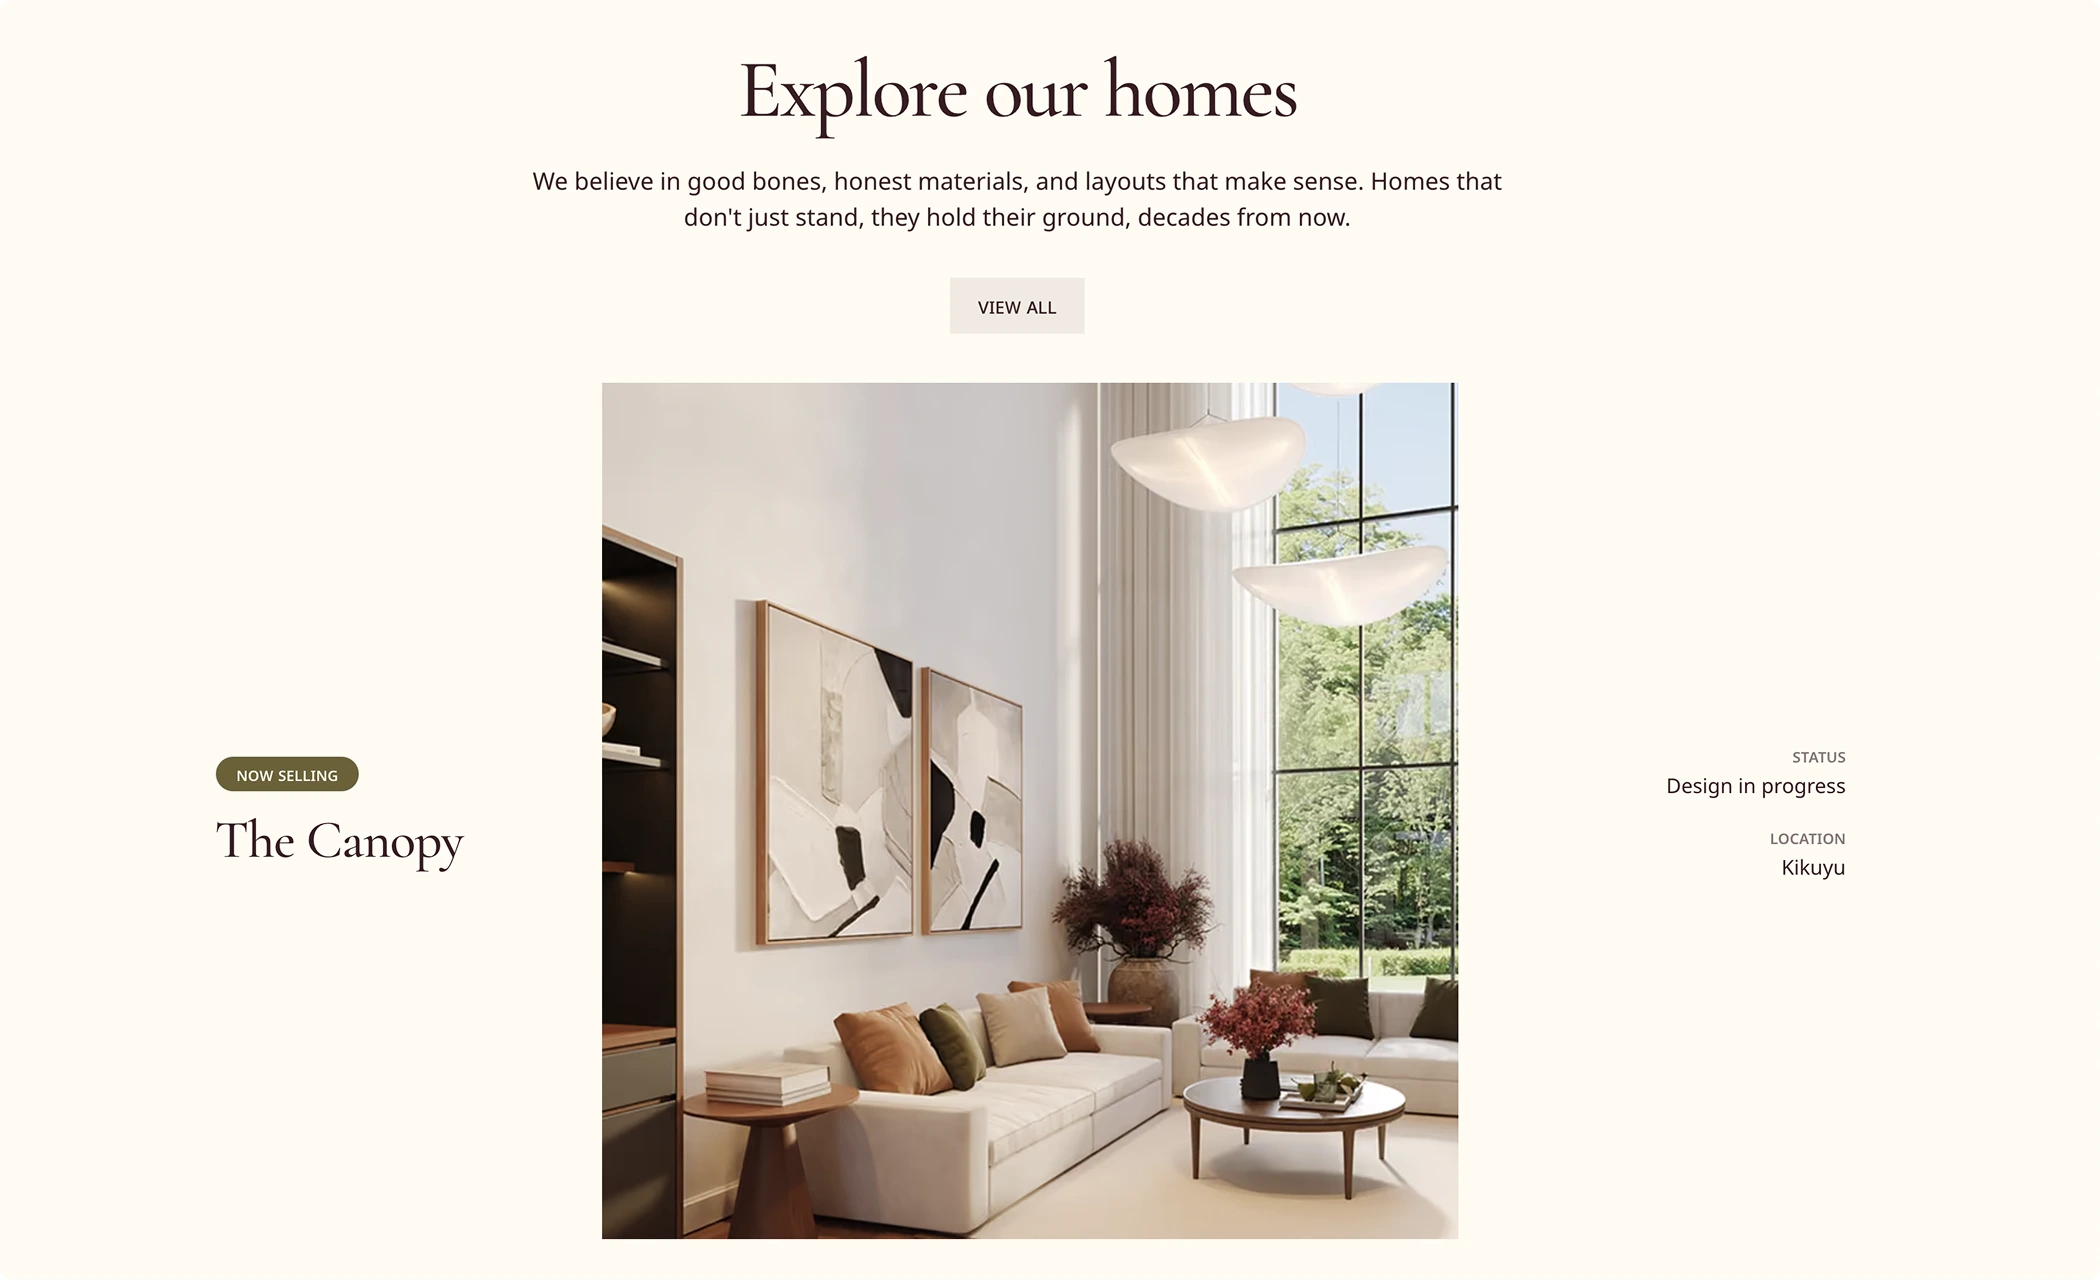 Explore our homes
We believe in good bones, honest materials, and layouts that make sense. Homes that
don't just stand, they hold their ground, decades from now.
VIEW ALL
NOW SELLING
The Canopy
STATUS
Design in progress
LOCATION
Kikuyu